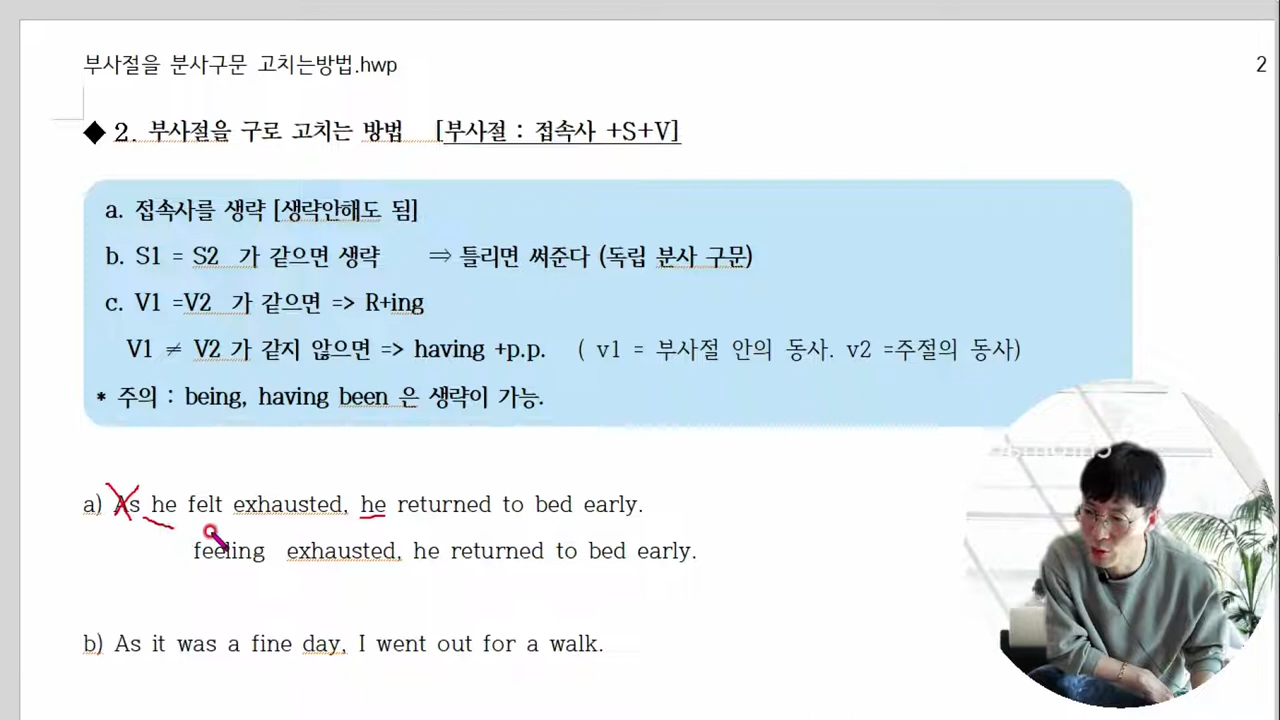 부사절을 분사구문 고치는방법.hwp
2
◆ 2. 부사절을 구로 고치는 방법 [부사절 : 접속사 +S+V]
a. 접속사를 생략 [생략안해도 됨]
b. S1 = S2 가 같으면 생략 ⇒ 틀리면 써준다 (독립 분사 구문)
c. V1 =V2 가 같으면 => R+ing
V1 ≠ V2 가 같지 않으면 => having +p.p. ( v1 = 부사절 안의 동사. v2 =주절의 동사)
* 주의 : being, having been 은 생략이 가능.
a) As he felt exhausted, he returned to bed early.
feeling exhausted, he returned to bed early.
b) As it was a fine day, I went out for a walk.